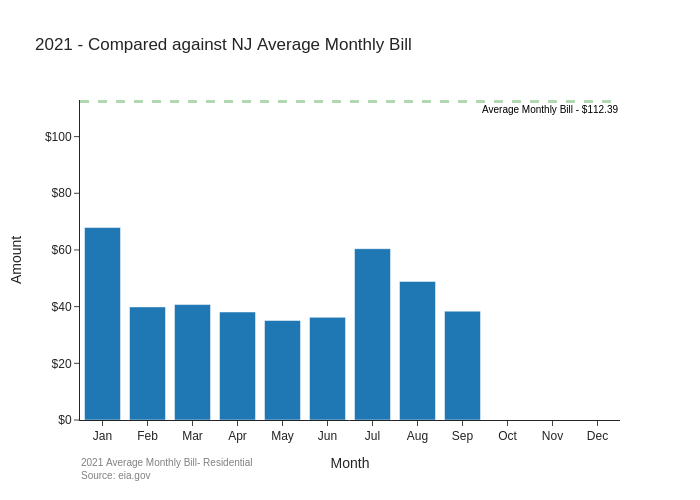 2021 - Compared against NJ Average Monthly Bill
Average Monthly Bill - $112.39
$100
$80
$60
$40
$20
$0
Amount
Jan Feb Mar Apr May Jun Jul Aug Sep Oct Nov Dec
Month
2021 Average Monthly Bill- Residential
Source: eia.gov